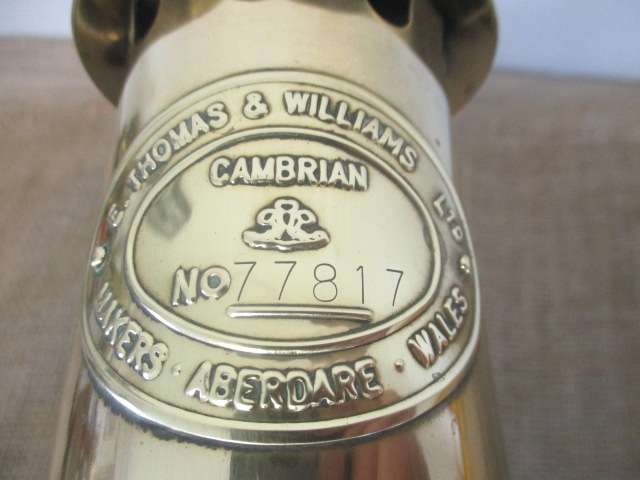 E. THOMAS & WILLIAMS LTD
CAMBRIAN
NO 77817
MAKERS · ABERDARE · WALES